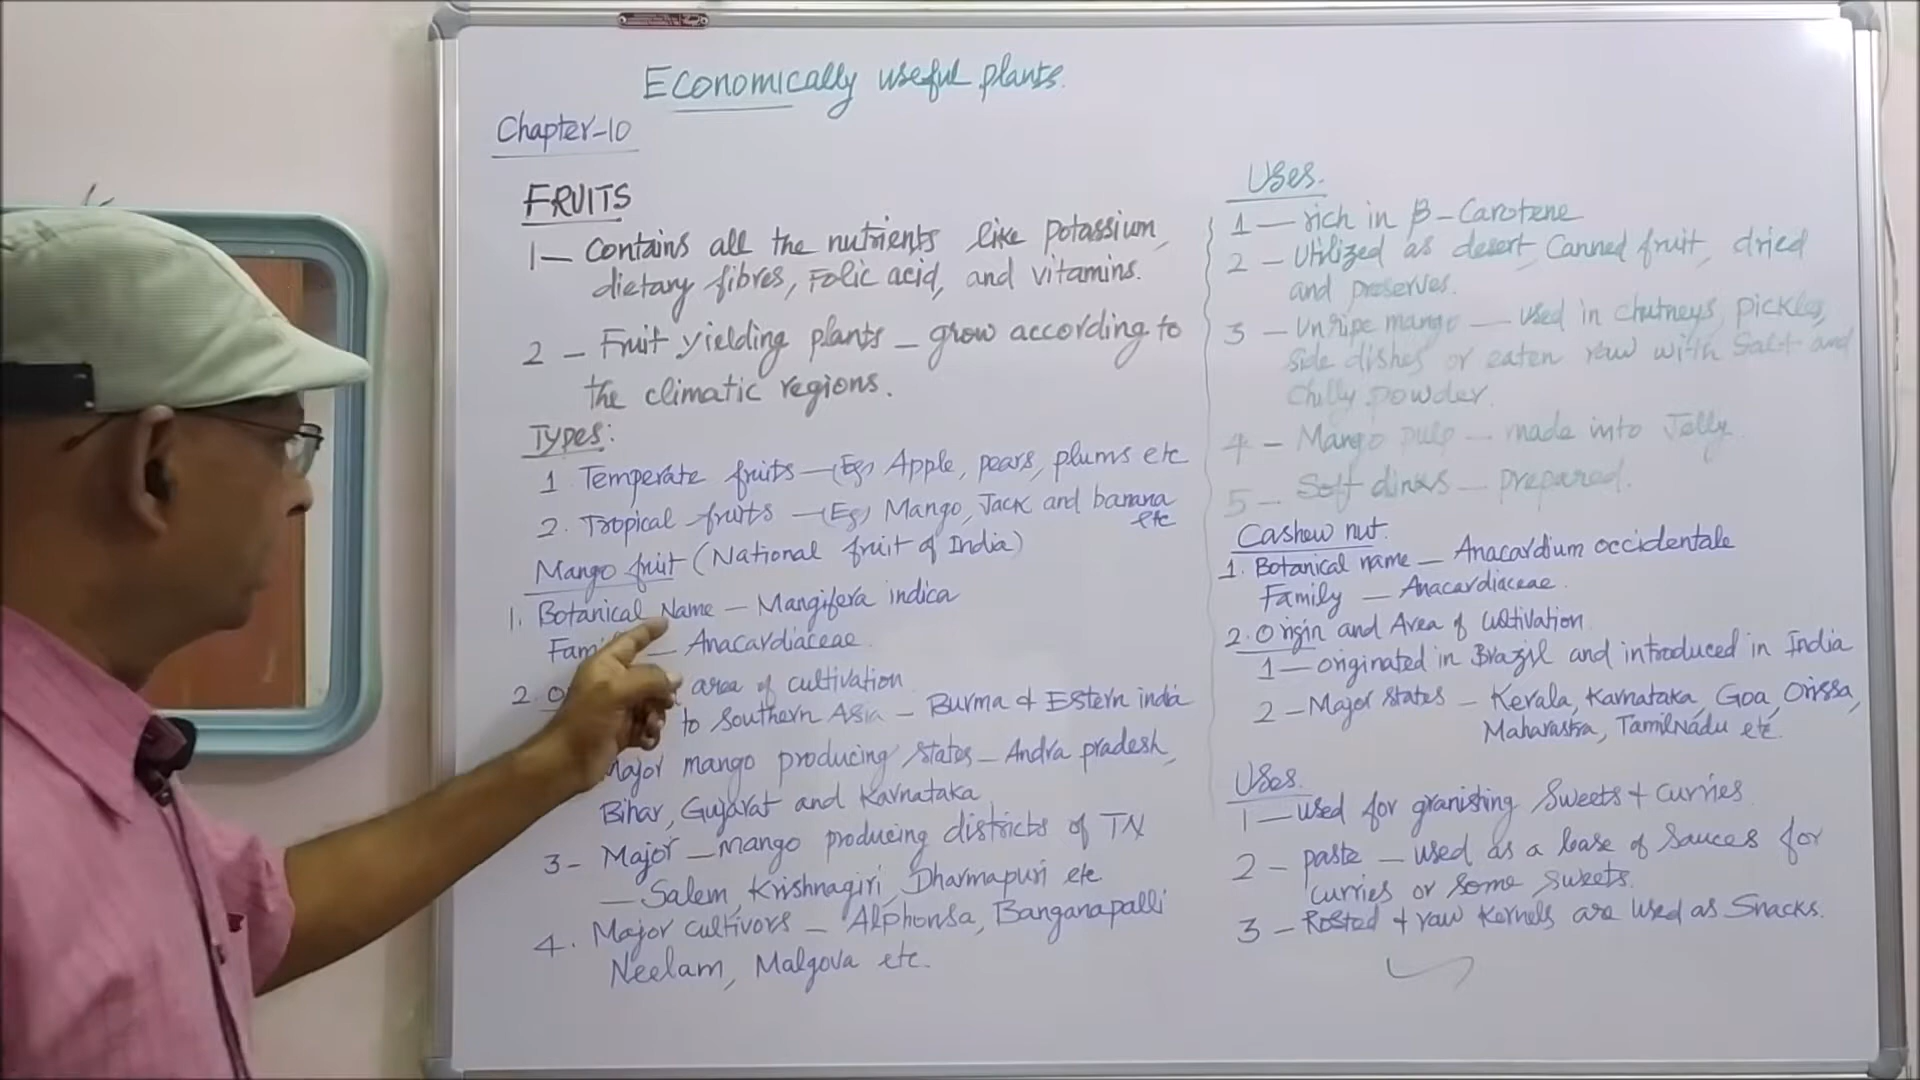 Economically useful plants.
Chapter-10
FRUITS
1— Contains all the nutrients like potassium,
dietary fibres, Folic acid, and vitamins.
2 – Fruit yielding plants – grow according to
the climatic regions.
Types:
1 Temperate fruits —(Eg) Apple, pears, plums etc
2. Tropical fruits —(Eg) Mango, Jack and banana
etc
Mango fruit (National fruit of India)
1. Botanical Name – Mangifera indica
Fam — Anacardiaceae.
2. O area of cultivation
to Southern Asia – Burma & Estern india
Major mango producing states – Andra pradesh,
Bihar, Gujarat and Karnataka
3- Major – mango producing districts of TN
— Salem, Krishnagiri, Dharmapuri etc
4. Major cultivors – Alphonsa, Banganapalli
Neelam, Malgova etc.
Uses.
1 — rich in β-Carotene
2 – Utilized as desert, Canned fruit, dried
and preserves.
3 – Unripe mango — used in chutneys, pickles,
side dishes or eaten raw with Salt and
Chilly powder.
4 – Mango pulp – made into Jelly
5 – Soft dinks – prepared.
Cashew nut.
1. Botanical name – Anacardium occidentale
Family — Anacardiaceae.
2. Origin and Area of cultivation
1 — originated in Brazil and introduced in India
2 – Major states – Kerala, Karnataka, Goa, Orissa,
Maharastra, TamilNadu etc.
Uses.
1 — used for granisting Sweets + curries
2 – paste – used as a base of Sauces for
curries or some sweets.
3 – Rosted + raw kernels are used as Snacks.